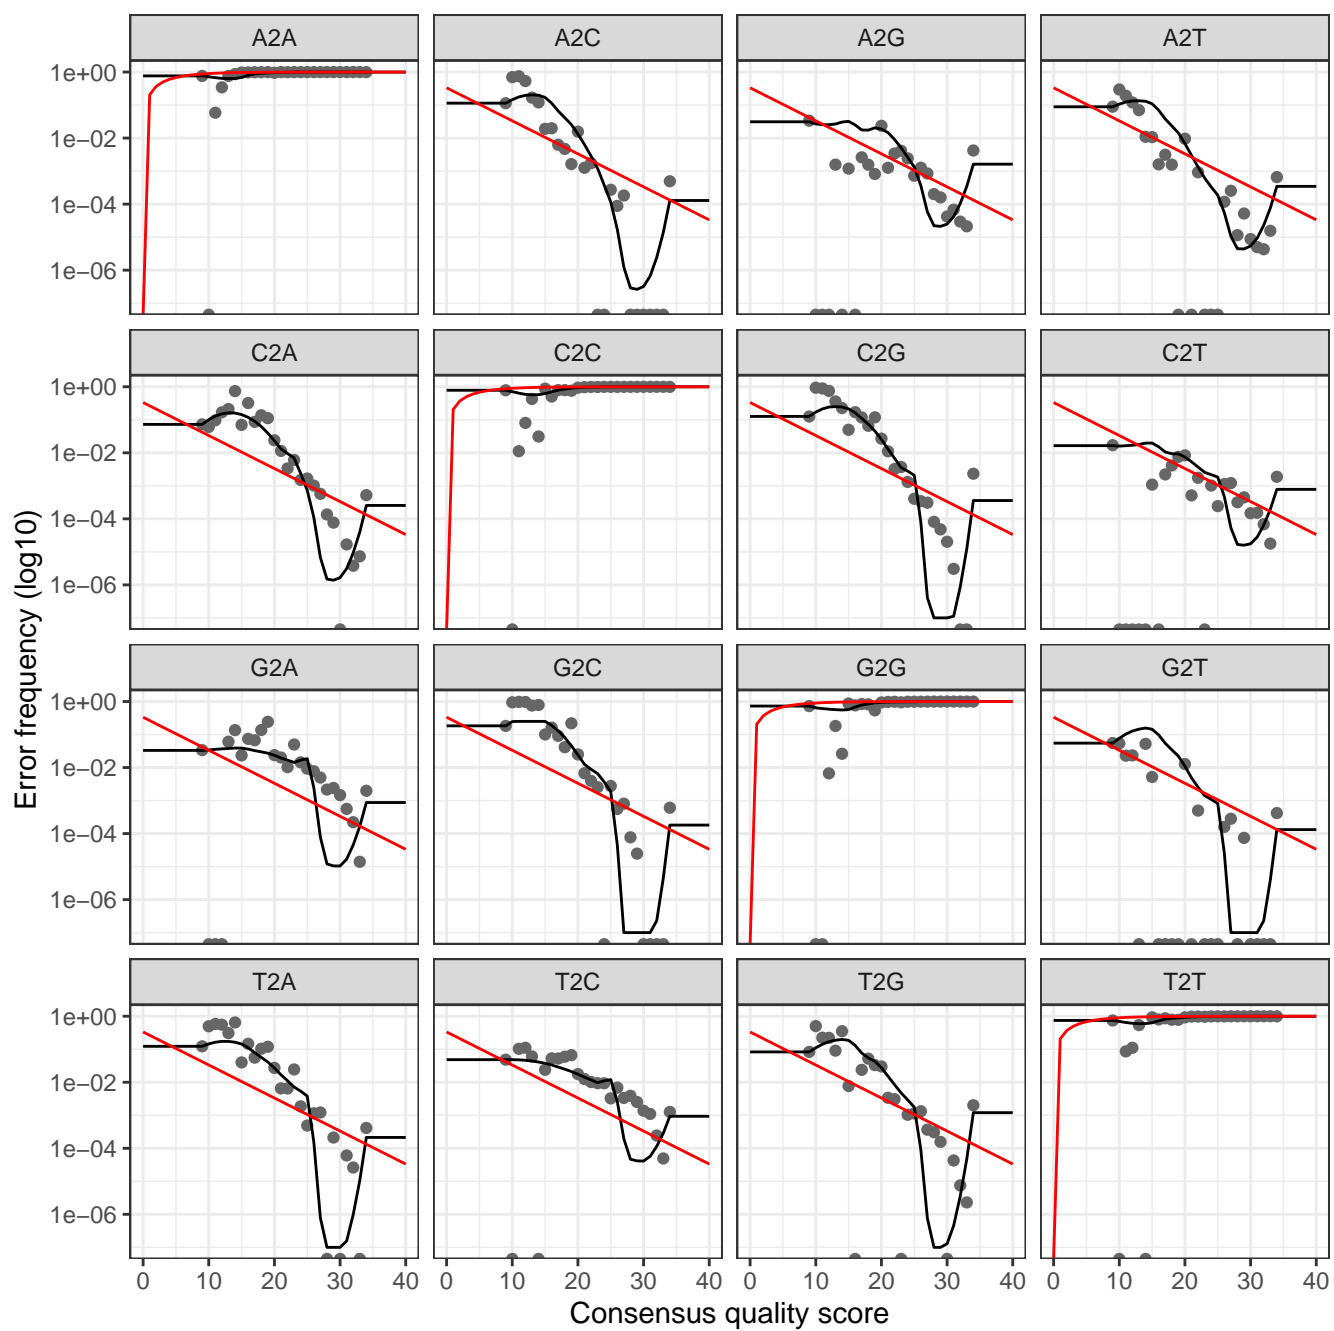 A2A A2C A2G A2T
1e+00
1e−02
1e−04
1e−06
C2A C2C C2G C2T
1e+00
1e−02
1e−04
1e−06
G2A G2C G2G G2T
1e+00
1e−02
1e−04
1e−06
T2A T2C T2G T2T
1e+00
1e−02
1e−04
1e−06
0 10 20 30 40 0 10 20 30 40 0 10 20 30 40 0 10 20 30 40
Consensus quality score
Error frequency (log10)